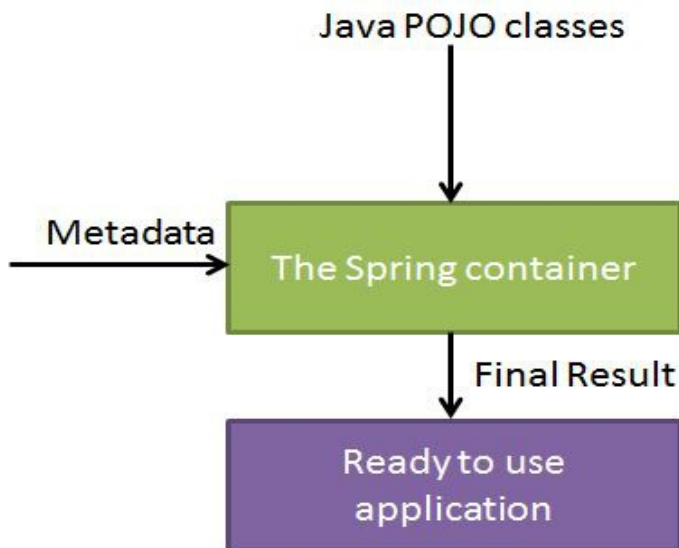 Java POJO classes
Metadata
The Spring container
Final Result
Ready to use
application